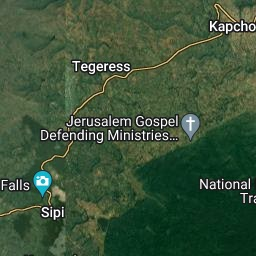 Kapcho
Tegeress
Jerusalem Gospel
Defending Ministries...
National
Tra
Falls
Sipi